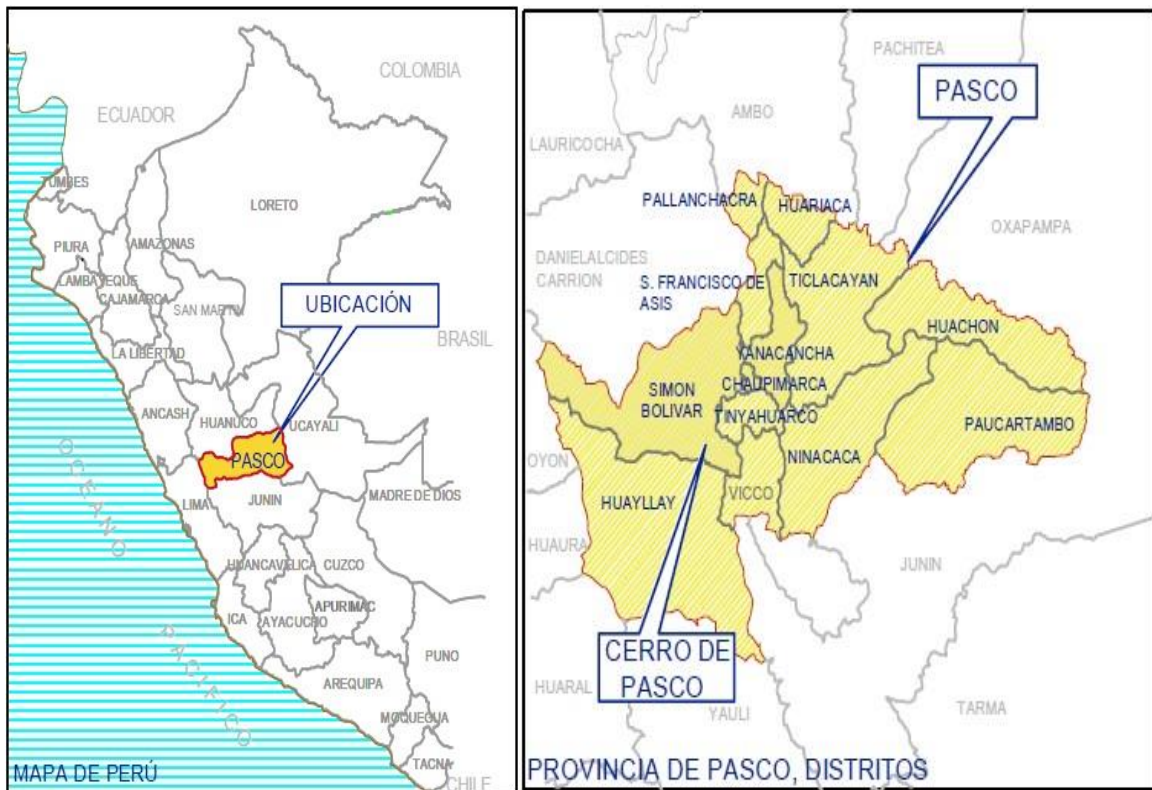 COLOMBIA
ECUADOR
TUMBES
LORETO
PIURA
AMAZONAS
LAMBAYEQUE
CAJAMARCA
SAN MARTIN
UBICACIÓN
BRASIL
LA LIBERTAD
ANCASH
HUANUCO
UCAYALI
PASCO
LIMA
JUNIN
MADRE DE DIOS
HUANCAVELICA
CUZCO
ICA
AYACUCHO
APURIMAC
PUNO
AREQUIPA
MOQUEGUA
TACNA
CHILE
OCEANO
PACIFICO
MAPA DE PERÚ
PACHITEA
PASCO
AMBO
LAURICOCHA
PALLANCHACRA
HUARIACA
OXAPAMPA
DANIELALCIDES
CARRION
S. FRANCISCO DE
ASIS
TICLACAYAN
HUACHON
YANACANCHA
CHAUPIMARCA
SIMON
BOLIVAR
TINYAHUARCO
PAUCARTAMBO
NINACACA
OYON
HUAYLLAY
VICCO
HUAURA
JUNIN
CERRO DE
PASCO
HUARAL
YAULI
TARMA
PROVINCIA DE PASCO, DISTRITOS